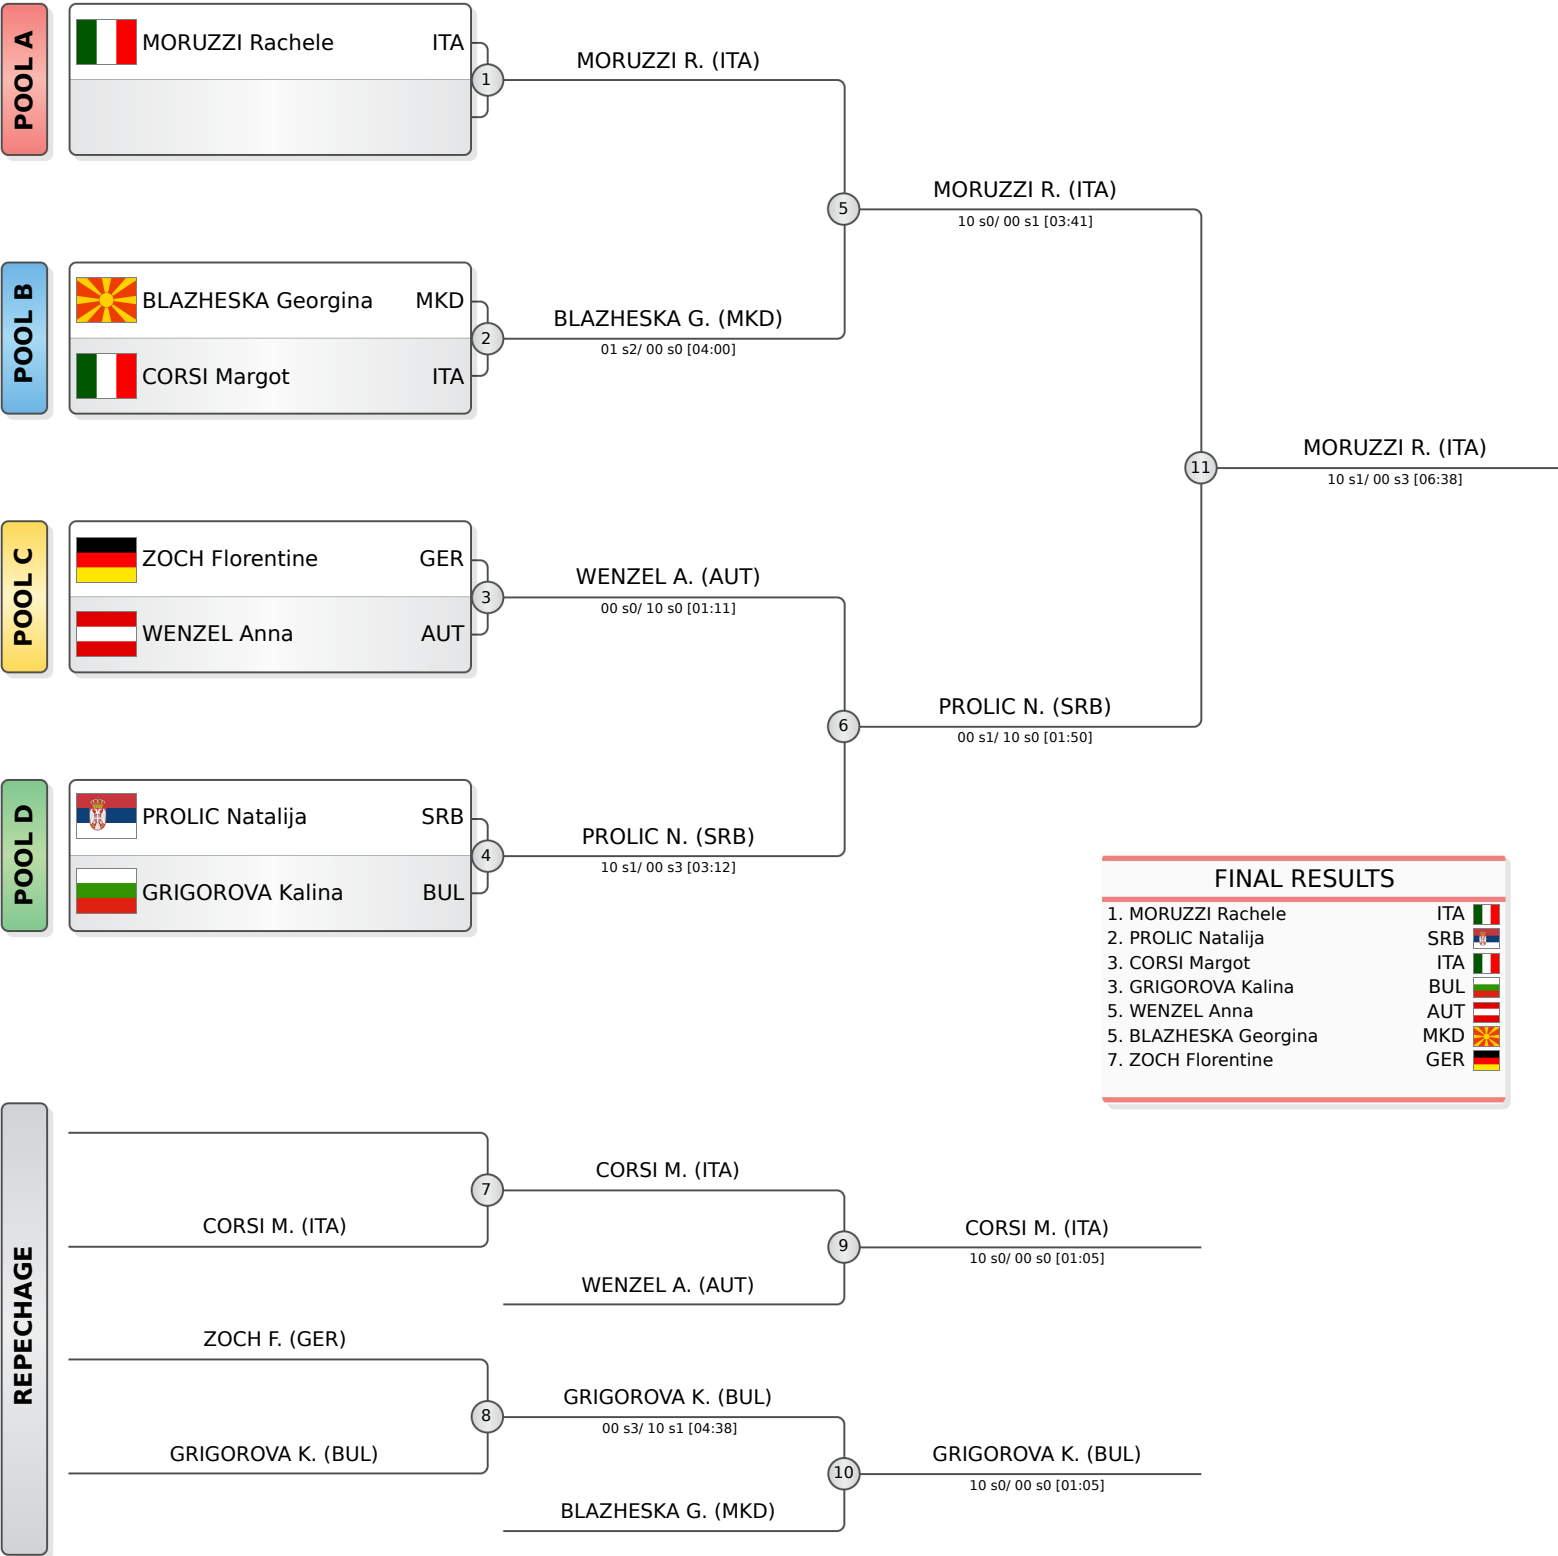 POOL A
MORUZZI Rachele ITA
1
MORUZZI R. (ITA)
5
MORUZZI R. (ITA)
10 s0/ 00 s1 [03:41]
POOL B
BLAZHESKA Georgina MKD
CORSI Margot ITA
2
BLAZHESKA G. (MKD)
01 s2/ 00 s0 [04:00]
11
MORUZZI R. (ITA)
10 s1/ 00 s3 [06:38]
POOL C
ZOCH Florentine GER
WENZEL Anna AUT
3
WENZEL A. (AUT)
00 s0/ 10 s0 [01:11]
6
PROLIC N. (SRB)
00 s1/ 10 s0 [01:50]
POOL D
PROLIC Natalija SRB
GRIGOROVA Kalina BUL
4
PROLIC N. (SRB)
10 s1/ 00 s3 [03:12]
FINAL RESULTS
1. MORUZZI Rachele ITA
2. PROLIC Natalija SRB
3. CORSI Margot ITA
3. GRIGOROVA Kalina BUL
5. WENZEL Anna AUT
5. BLAZHESKA Georgina MKD
7. ZOCH Florentine GER
REPECHAGE
CORSI M. (ITA)
7
CORSI M. (ITA)
WENZEL A. (AUT)
9
CORSI M. (ITA)
10 s0/ 00 s0 [01:05]
ZOCH F. (GER)
GRIGOROVA K. (BUL)
8
GRIGOROVA K. (BUL)
00 s3/ 10 s1 [04:38]
BLAZHESKA G. (MKD)
10
GRIGOROVA K. (BUL)
10 s0/ 00 s0 [01:05]